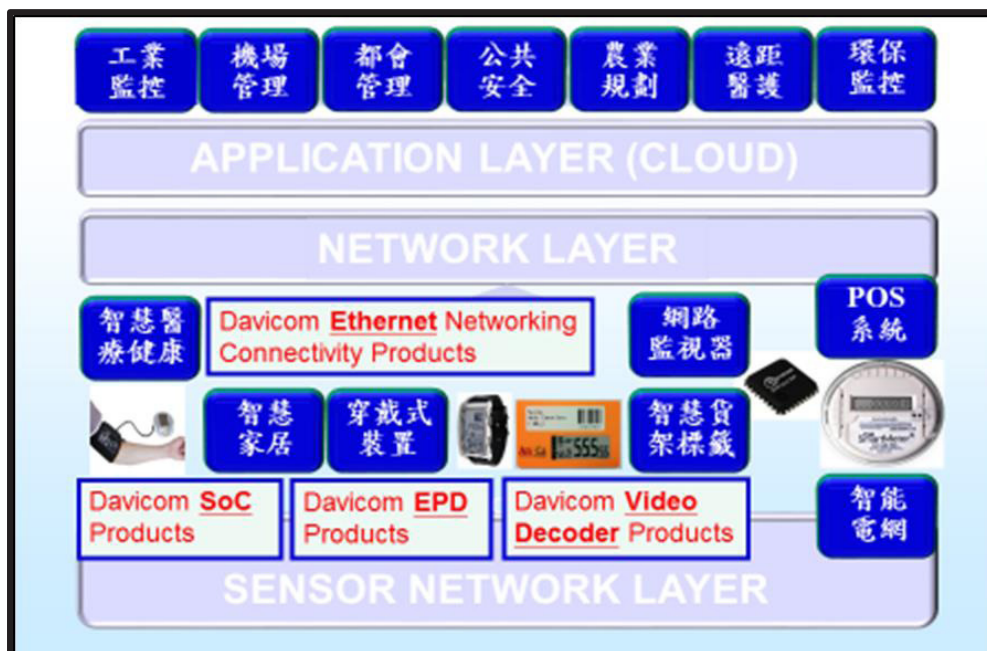 工業
監控
機場
管理
都會
管理
公共
安全
農業
規劃
遠距
醫護
環保
監控
APPLICATION LAYER (CLOUD)
NETWORK LAYER
智慧醫
療健康
Davicom Ethernet Networking
Connectivity Products
網路
監視器
POS
系統
智慧
家居
穿戴式
裝置
555
智慧貨
架標籤
Davicom SoC
Products
Davicom EPD
Products
Davicom Video
Decoder Products
智能
電網
SENSOR NETWORK LAYER